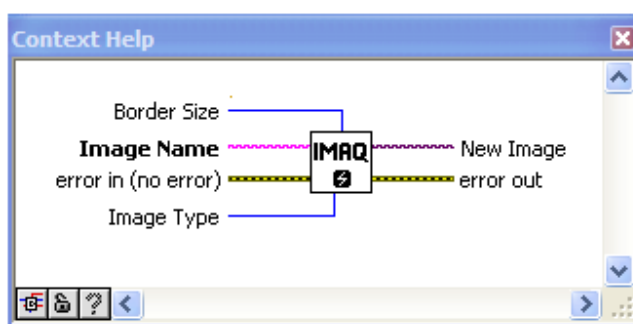 Context Help
Border Size
Image Name
IMAQ
New Image
error in (no error)
error out
Image Type
?